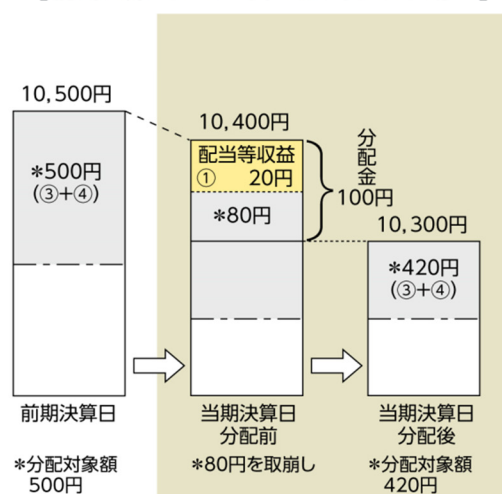 10,500円
*500円
(③+④)
前期決算日
*分配対象額
500円
10,400円
配当等収益
① 20円
*80円
分配金
100円
当期決算日
分配前
*80円を取崩し
10,300円
*420円
(③+④)
当期決算日
分配後
*分配対象額
420円